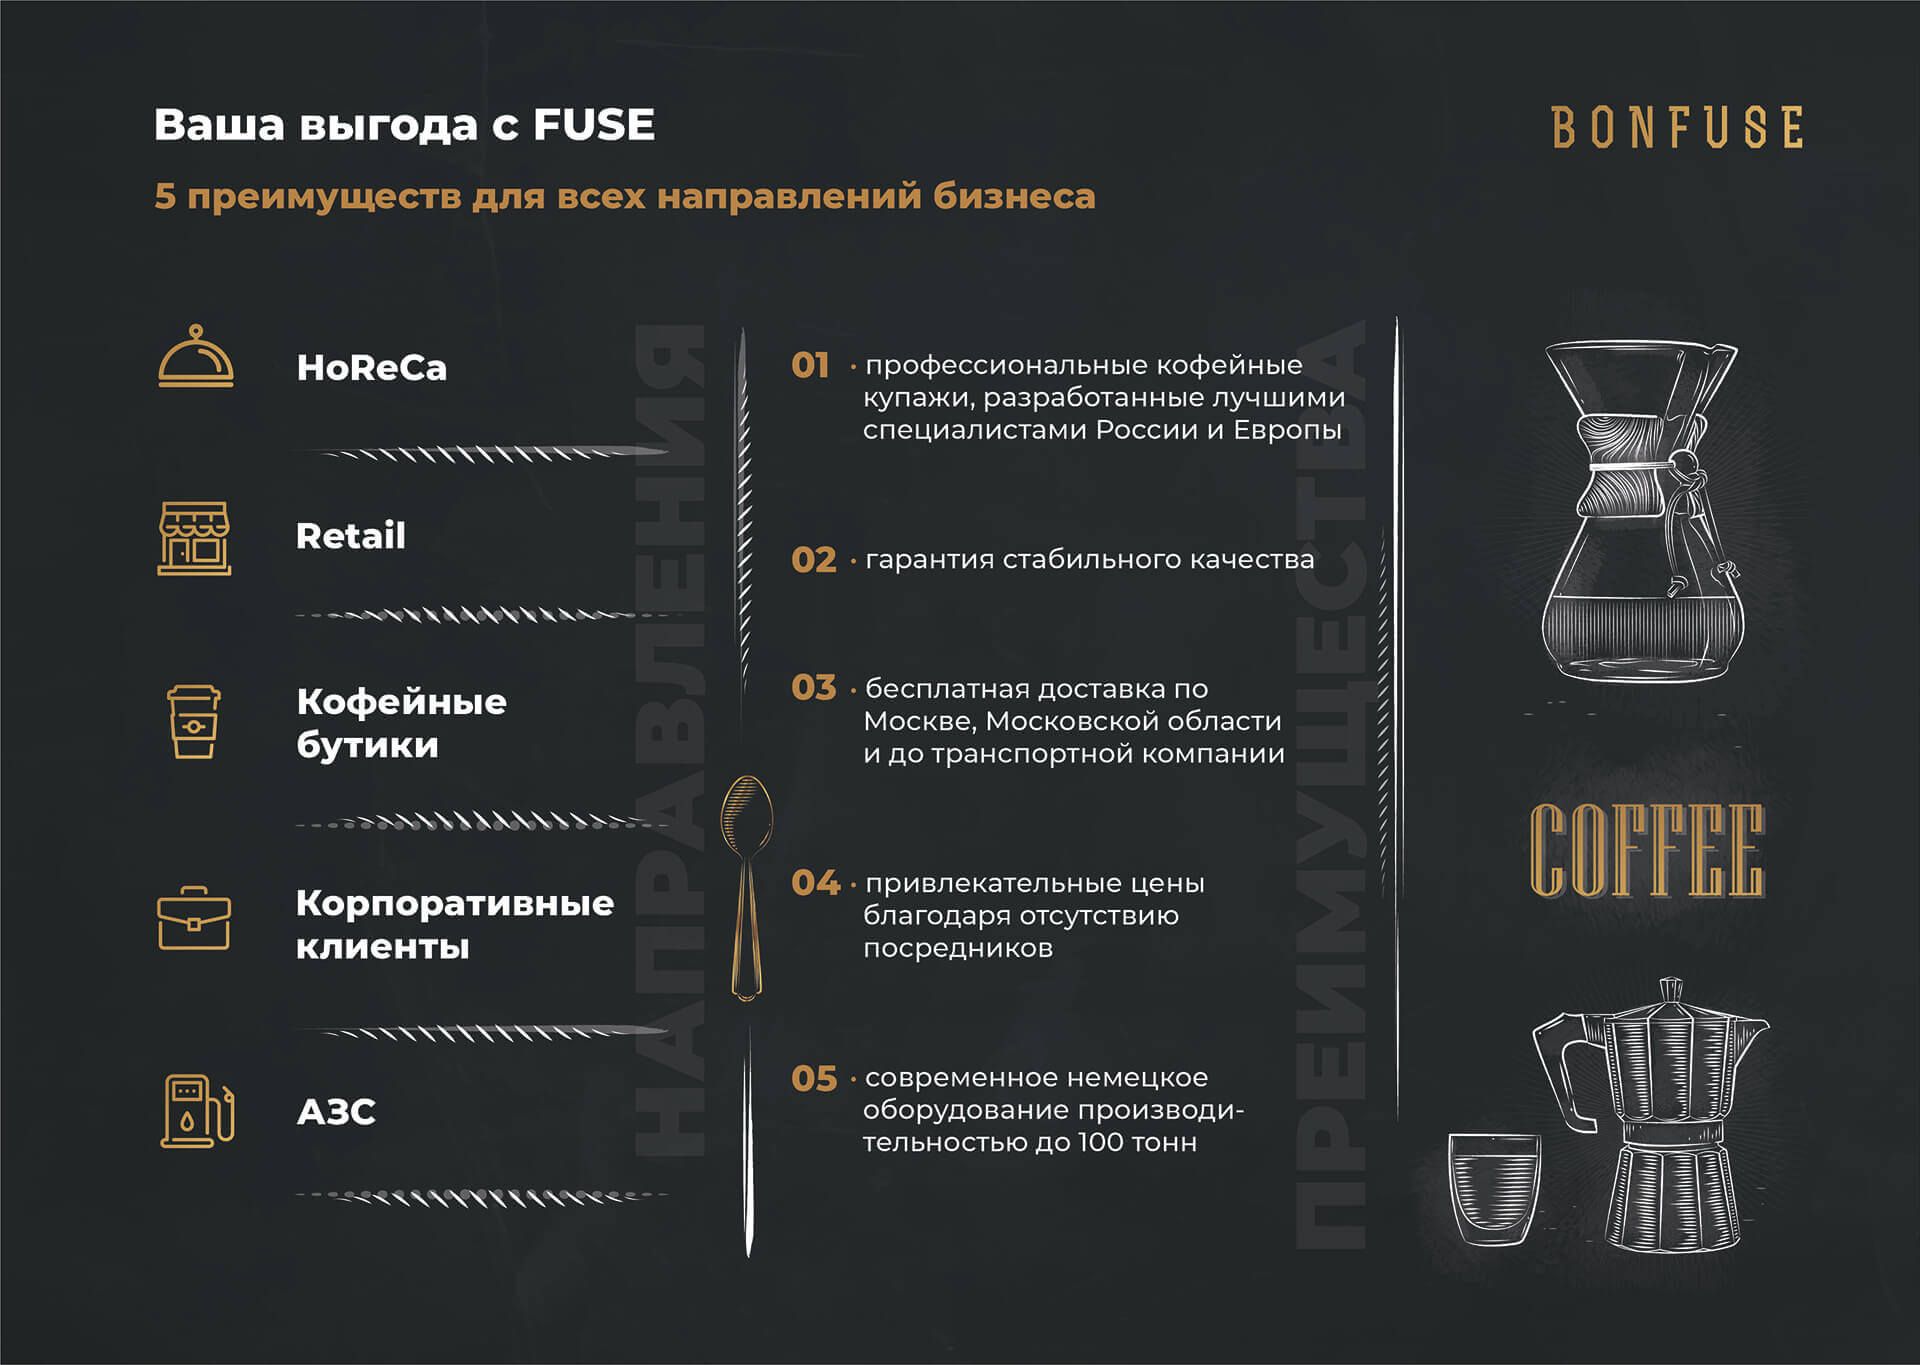 Ваша выгода с FUSE
BONFUSE
5 преимуществ для всех направлений бизнеса
НАПРАВЛЕНИЯ
HoReCa
Retail
Кофейные
бутики
Корпоративные
клиенты
АЗС
ПРЕИМУЩЕСТВА
01 · профессиональные кофейные
купажи, разработанные лучшими
специалистами России и Европы
02 · гарантия стабильного качества
03 · бесплатная доставка по
Москве, Московской области
и до транспортной компании
04 · привлекательные цены
благодаря отсутствию
посредников
05 · современное немецкое
оборудование производи-
тельностью до 100 тонн
COFFEE